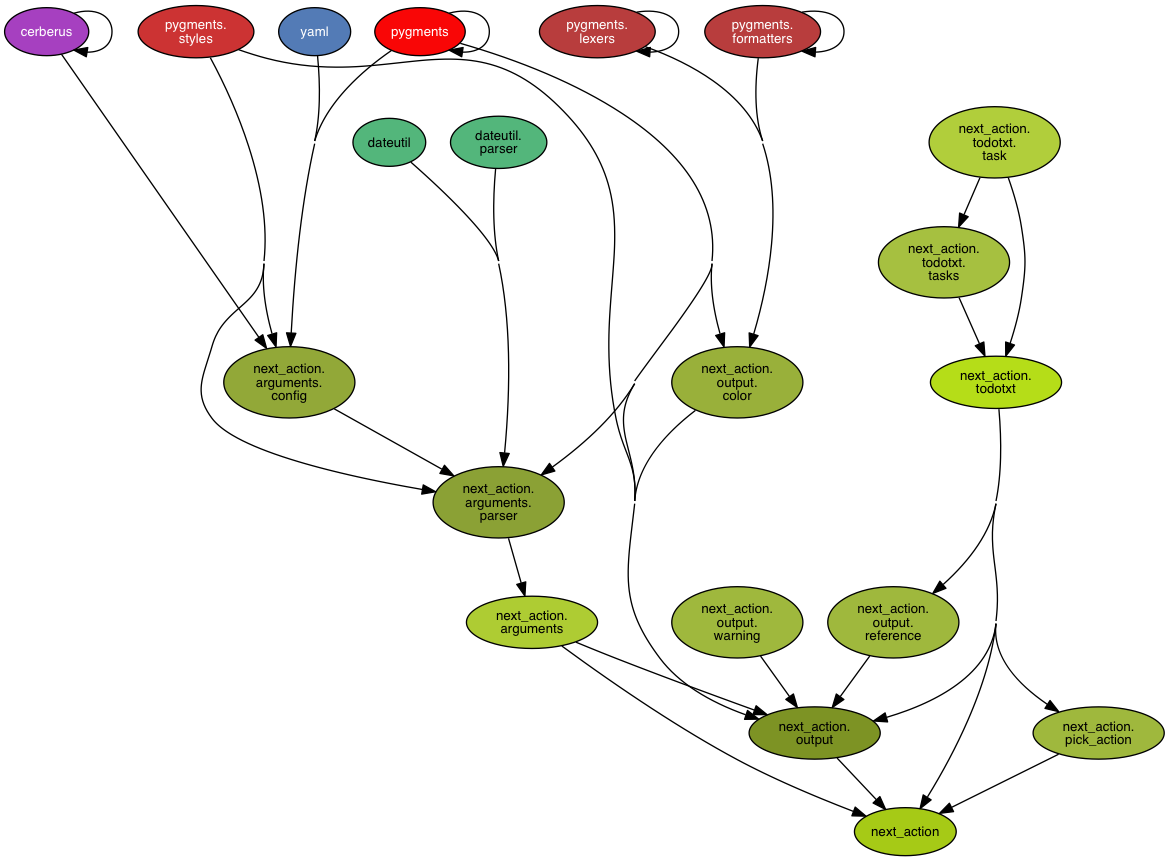 cerberus
pygments.
styles
yaml
pygments
pygments.
lexers
pygments.
formatters
dateutil
dateutil.
parser
next_action.
todotxt.
task
next_action.
todotxt.
tasks
next_action.
arguments.
config
next_action.
output.
color
next_action.
todotxt
next_action.
arguments.
parser
next_action.
arguments
next_action.
output.
warning
next_action.
output.
reference
next_action.
output
next_action.
pick_action
next_action